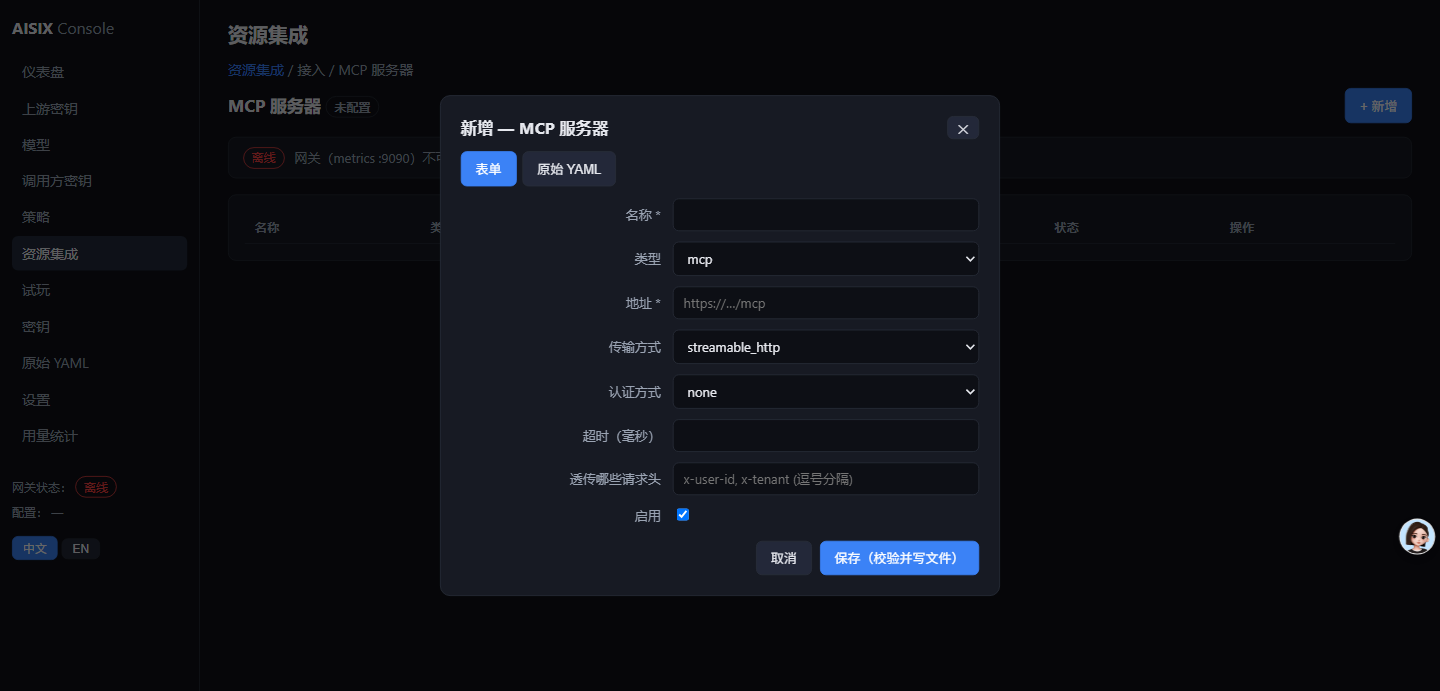 AISIX Console
仪表盘
上游密钥
模型
调用方密钥
策略
资源集成
试玩
密钥
原始 YAML
设置
用量统计
网关状态： 离线
配置： —
中文 EN
资源集成
资源集成 / 接入 / MCP 服务器
MCP 服务器 未配置
+ 新增
离线 网关（metrics :9090）不
名称 状态 操作
新增 — MCP 服务器
×
表单 原始 YAML
名称 *
类型 mcp
地址 * https://.../mcp
传输方式 streamable_http
认证方式 none
超时（毫秒）
透传哪些请求头 x-user-id, x-tenant (逗号分隔)
启用
取消 保存（校验并写文件）